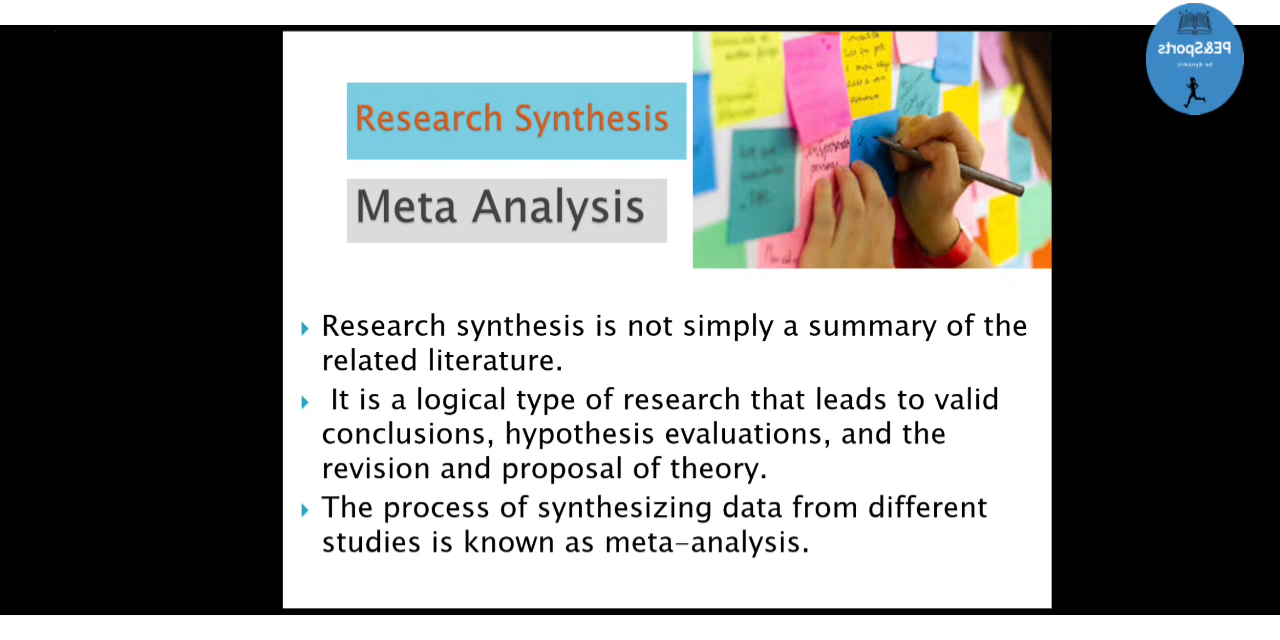 PE&Sports
be dynamic
Research Synthesis
Meta Analysis
Research synthesis is not simply a summary of the
related literature.
It is a logical type of research that leads to valid
conclusions, hypothesis evaluations, and the
revision and proposal of theory.
The process of synthesizing data from different
studies is known as meta-analysis.